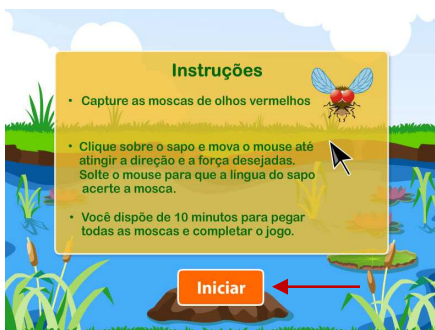 Instruções
• Capture as moscas de olhos vermelhos
• Clique sobre o sapo e mova o mouse até
atingir a direção e a força desejadas.
Solte o mouse para que a língua do sapo
acerte a mosca.
• Você dispõe de 10 minutos para pegar
todas as moscas e completar o jogo.
Iniciar